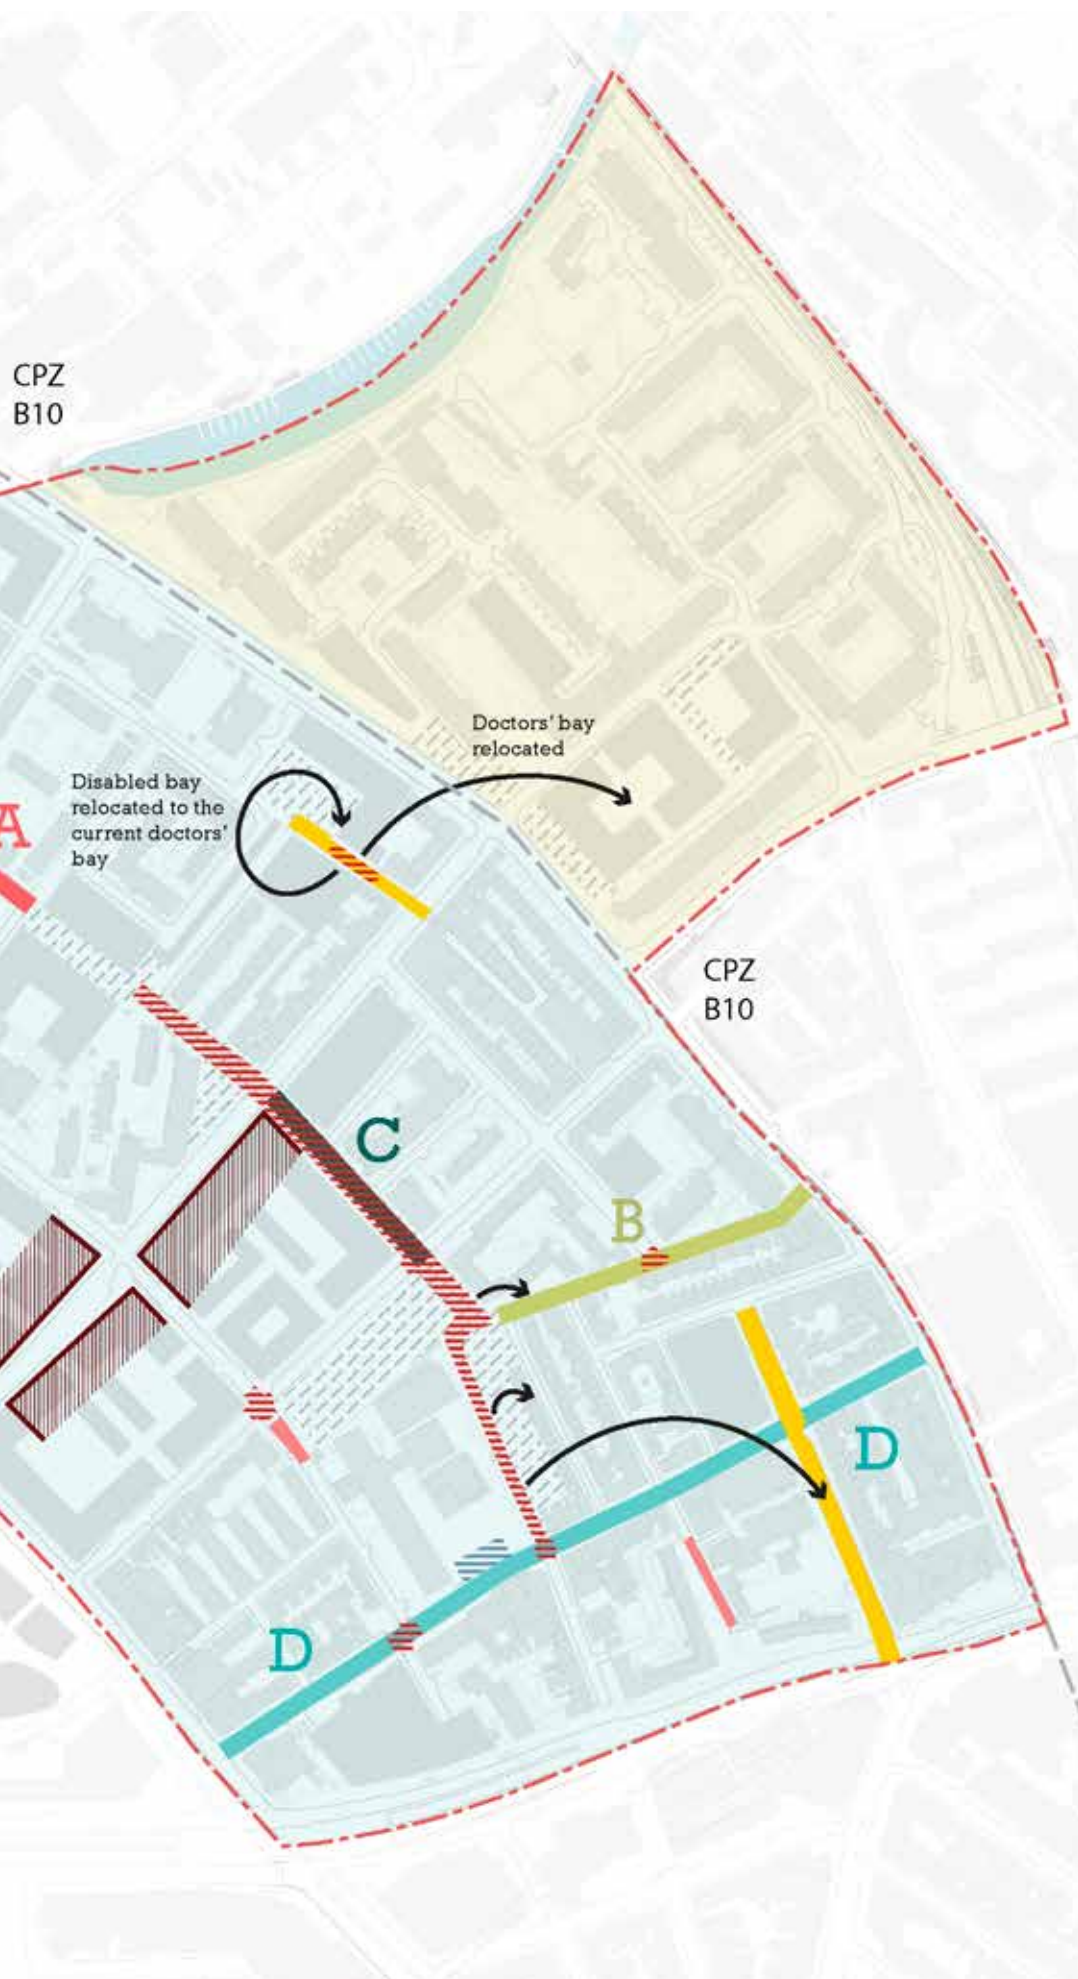 CPZ
B10
Doctors' bay
relocated
Disabled bay
relocated to the
current doctors'
bay
A
CPZ
B10
C
B
D
D